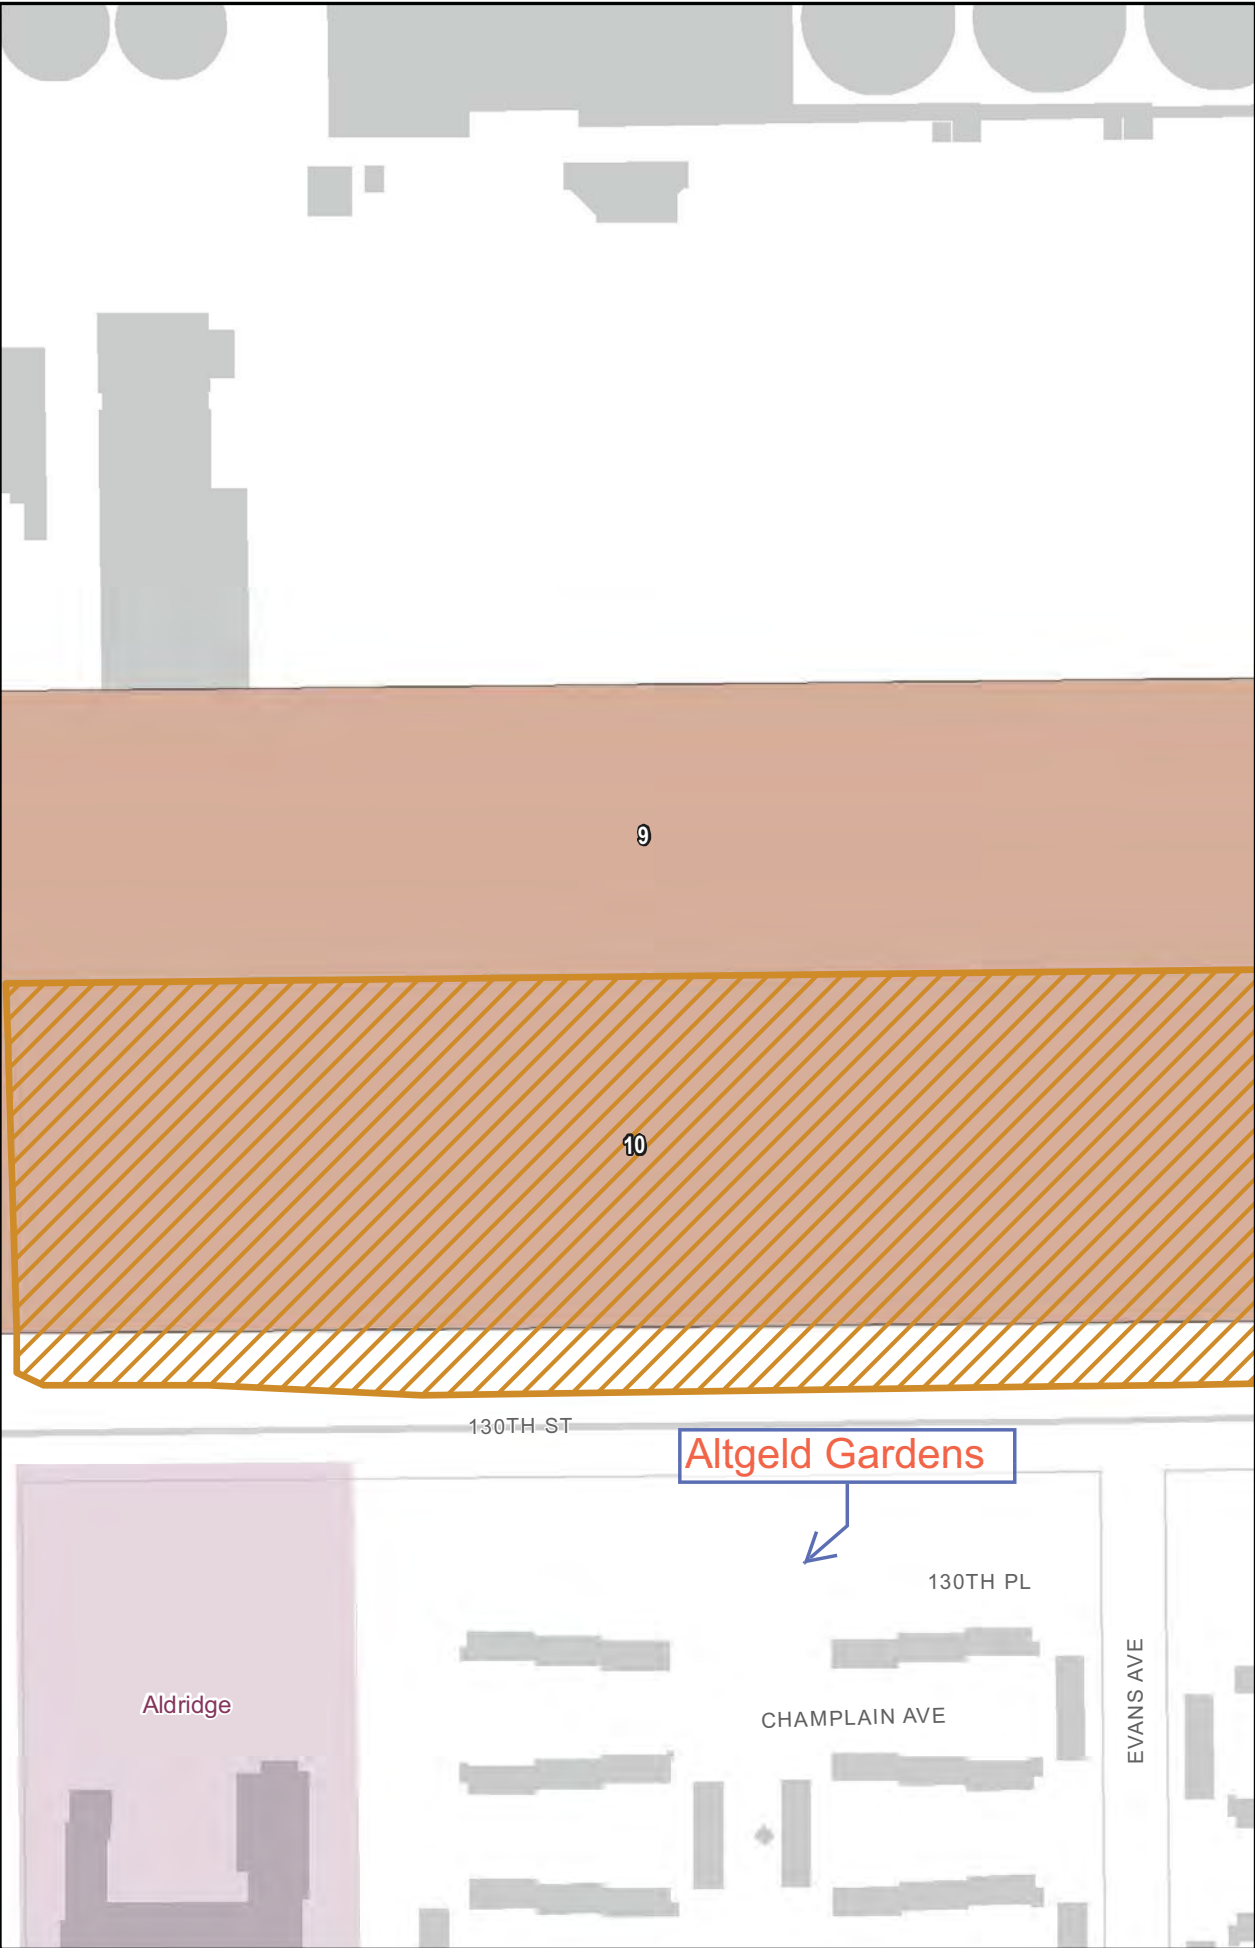 9
10
130TH ST
Altgeld Gardens
130TH PL
Aldridge
CHAMPLAIN AVE
EVANS AVE